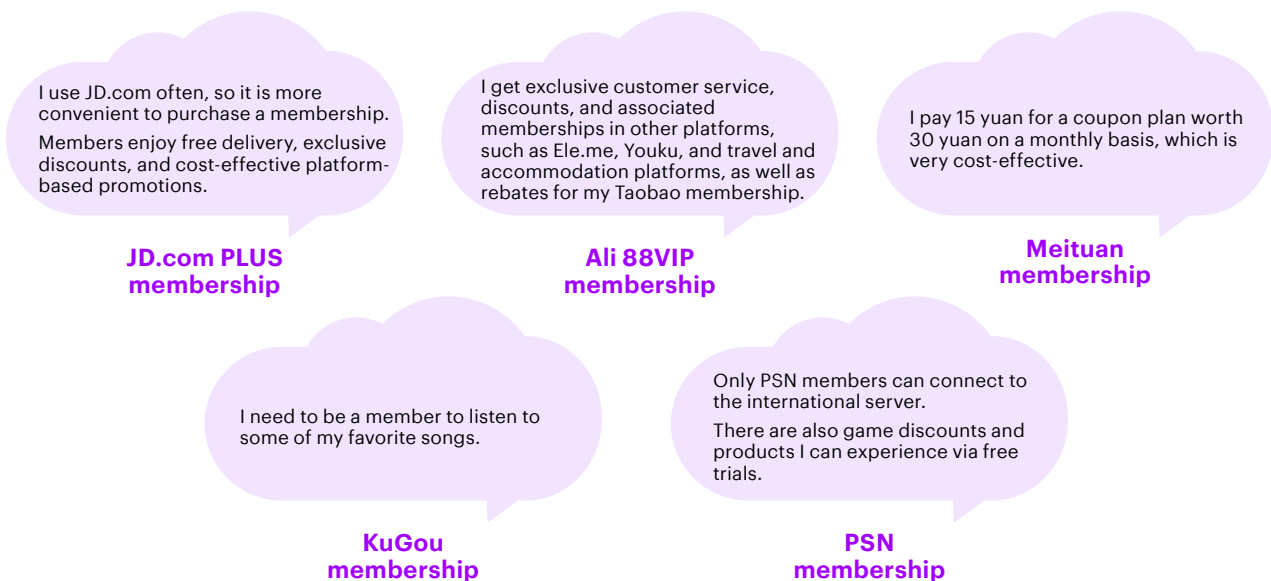 I use JD.com often, so it is more
convenient to purchase a membership.
Members enjoy free delivery, exclusive
discounts, and cost-effective platform-
based promotions.
JD.com PLUS
membership
I get exclusive customer service,
discounts, and associated
memberships in other platforms,
such as Ele.me, Youku, and travel and
accommodation platforms, as well as
rebates for my Taobao membership.
Ali 88VIP
membership
I pay 15 yuan for a coupon plan worth
30 yuan on a monthly basis, which is
very cost-effective.
Meituan
membership
I need to be a member to listen to
some of my favorite songs.
KuGou
membership
Only PSN members can connect to
the international server.
There are also game discounts and
products I can experience via free
trials.
PSN
membership